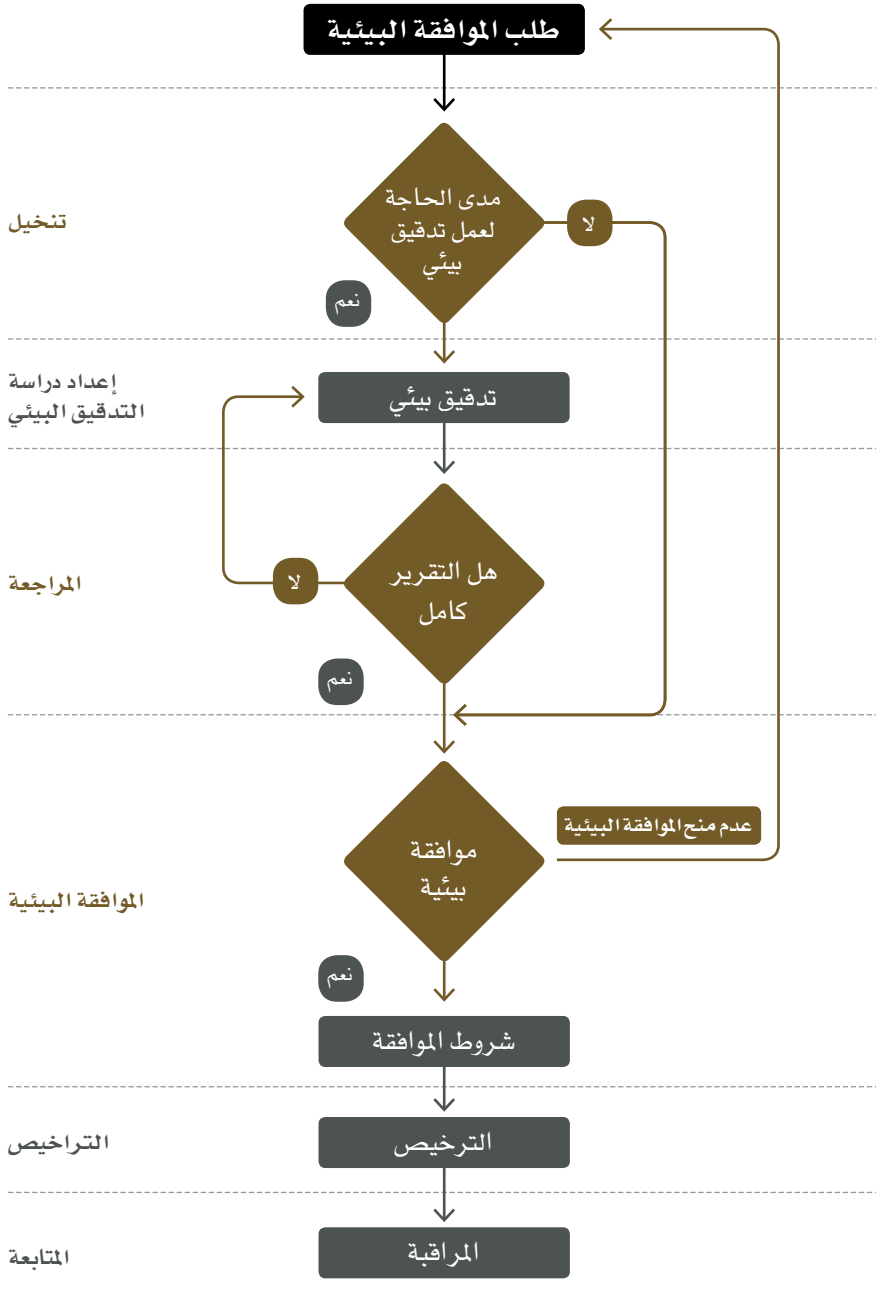 طلب الموافقة البيئية
مدى الحاجة
لعمل تدقيق
بيئي
لا
تنخيل
نعم
إعداد دراسة
التدقيق البيئي
تدقيق بيئي
هل التقرير
كامل
لا
المراجعة
نعم
عدم منح الموافقة البيئية
موافقة
بيئية
الموافقة البيئية
نعم
شروط الموافقة
الترخيص
التراخيص
المراقبة
المتابعة